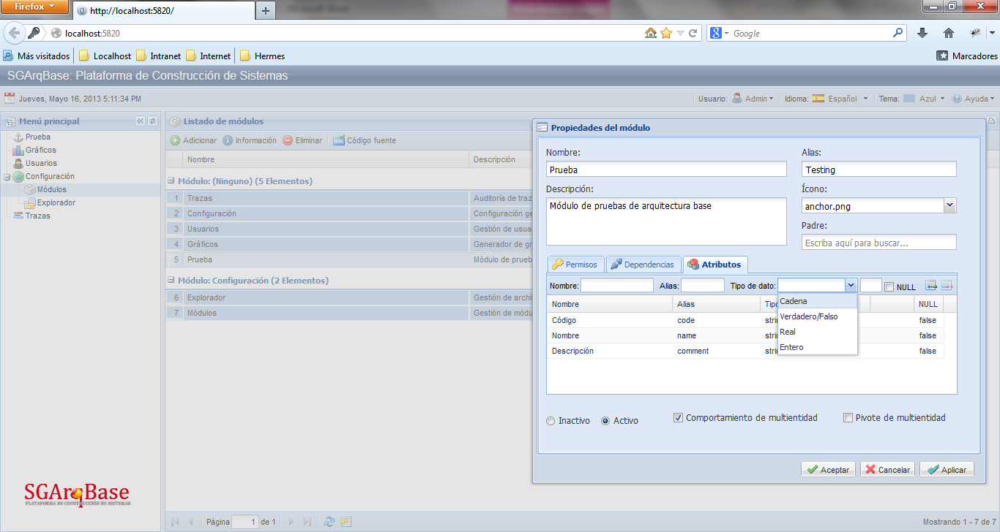 Firefox
http://localhost:5820/
localhost:5820
Google
Más visitados Localhost Intranet Internet Hermes
Marcadores
SGArqBase: Plataforma de Construcción de Sistemas
Jueves, Mayo 16, 2013 5:11:34 PM
Usuario: Admin Idioma: Español Tema: Azul Ayuda
Menú principal
Prueba
Gráficos
Usuarios
Configuración
Módulos
Explorador
Trazas
Listado de módulos
Adicionar Información Eliminar Código fuente
Nombre Descripción
Módulo: (Ninguno) (5 Elementos)
1 Trazas Auditoría de traz
2 Configuración Configuración ge
3 Usuarios Gestión de usua
4 Gráficos Generador de gr
5 Prueba Módulo de prueb
Módulo: Configuración (2 Elementos)
6 Explorador Gestión de archi
7 Módulos Gestión de módu
Propiedades del módulo
Nombre: Alias:
Prueba Testing
Descripción: Ícono:
Módulo de pruebas de arquitectura base anchor.png
Padre:
Escriba aquí para buscar...
Permisos Dependencias Atributos
Nombre: Alias: Tipo de dato: NULL
Cadena
Verdadero/Falso
Real
Entero
Nombre Alias Tipo NULL
Código code strin false
Nombre name strin false
Descripción comment strin false
Inactivo Activo Comportamiento de multientidad Pivote de multientidad
Aceptar Cancelar Aplicar
SGArqBase
PLATAFORMA DE CONSTRUCCIÓN DE SISTEMAS
Página 1 de 1
Mostrando 1 - 7 de 7